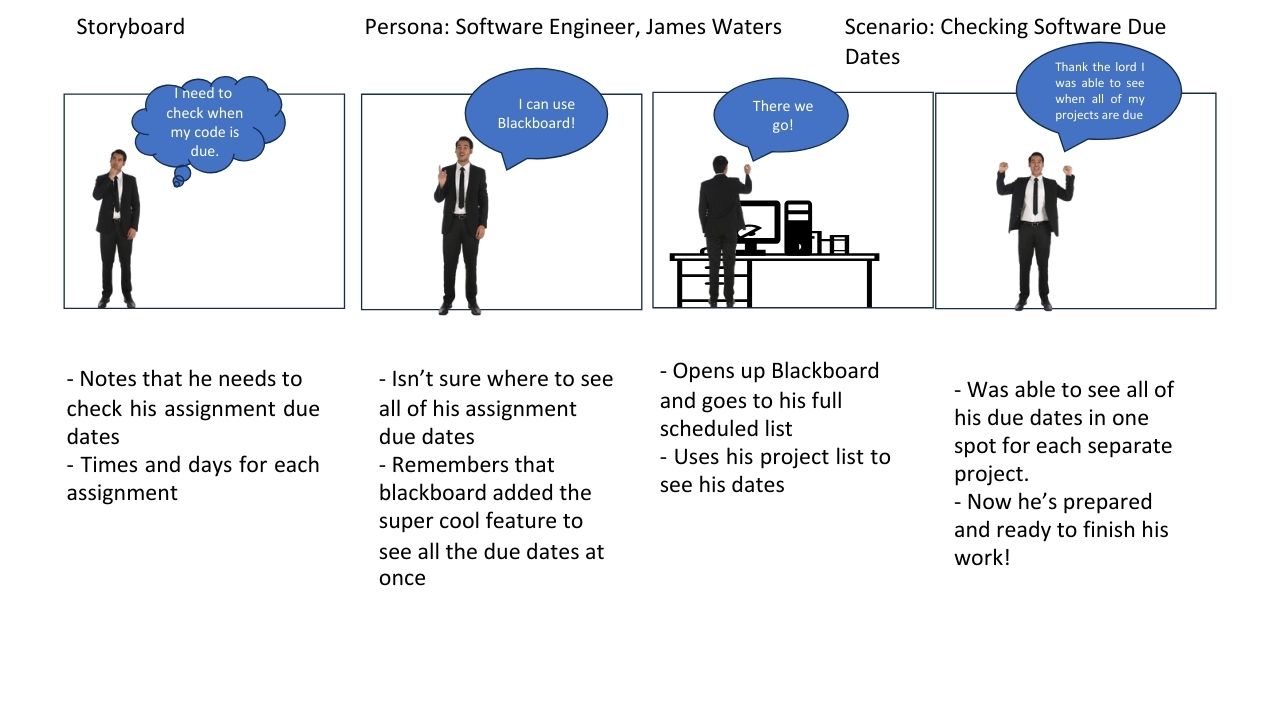 Storyboard
Persona: Software Engineer, James Waters
Scenario: Checking Software Due
Dates
I need to
check when
my code is
due.
I can use
Blackboard!
There we
go!
Thank the lord I
was able to see
when all of my
projects are due
- Notes that he needs to
check his assignment due
dates
- Times and days for each
assignment
- Isn’t sure where to see
all of his assignment
due dates
- Remembers that
blackboard added the
super cool feature to
see all the due dates at
once
- Opens up Blackboard
and goes to his full
scheduled list
- Uses his project list to
see his dates
- Was able to see all of
his due dates in one
spot for each separate
project.
- Now he’s prepared
and ready to finish his
work!